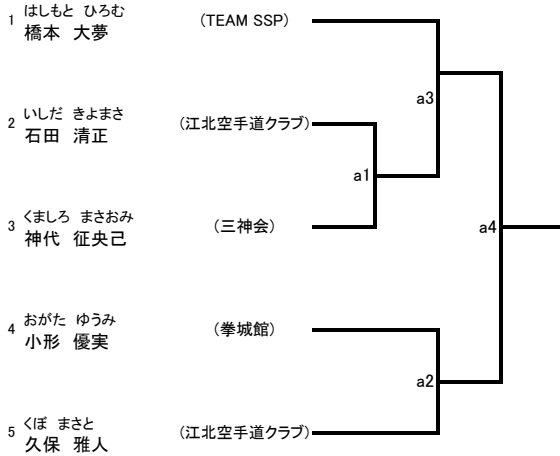 はしもと ひろむ
1 橋本 大夢 (TEAM SSP)
a3
いしだ きよまさ
2 石田 清正 (江北空手道クラブ)
a1
くましろ まさおみ
3 神代 征央己 (三神会)
a4
おがた ゆうみ
4 小形 優実 (拳城館)
a2
くぼ まさと
5 久保 雅人 (江北空手道クラブ)